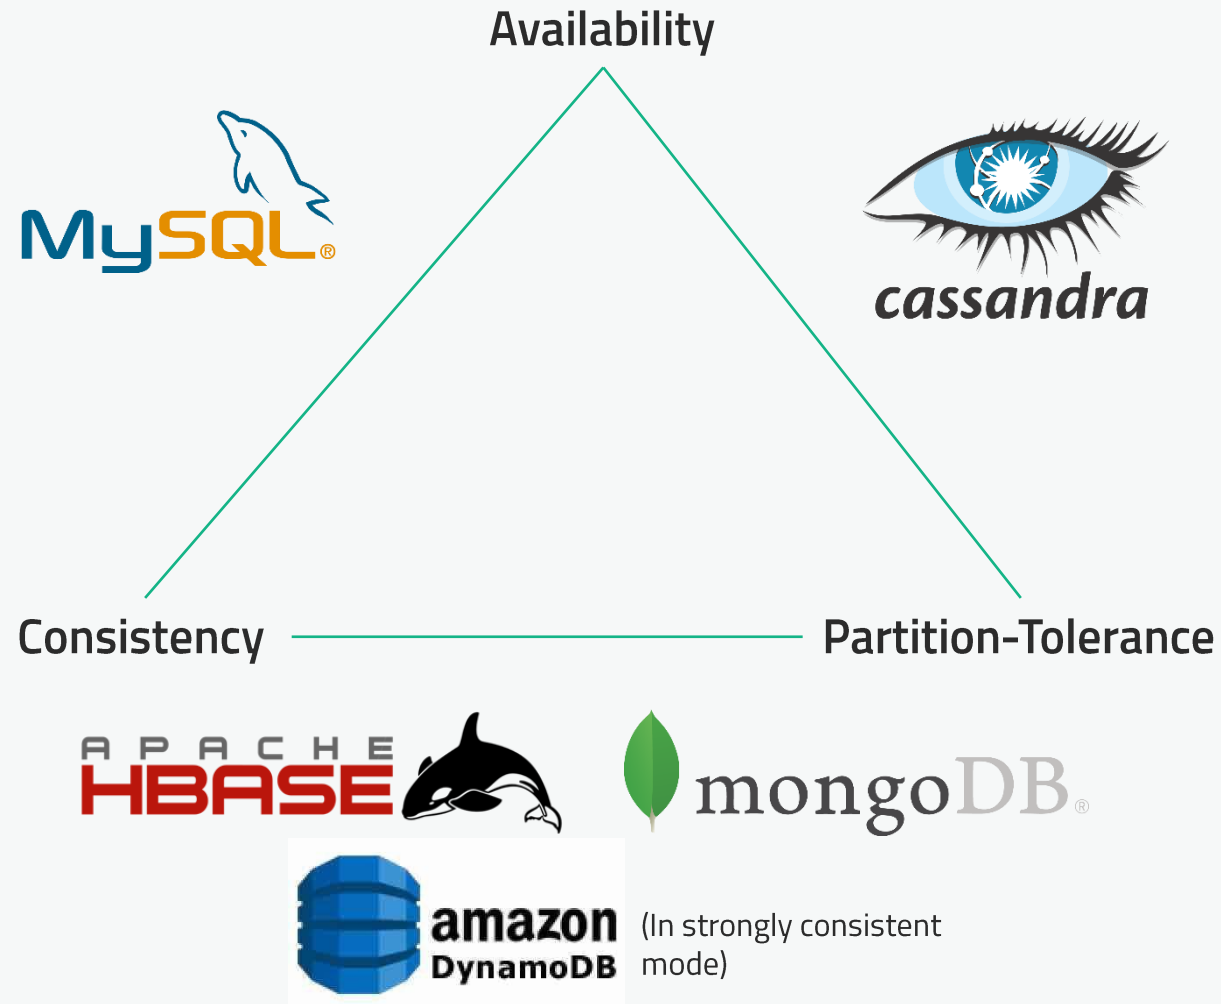 Availability
MySQL®
cassandra
Consistency
Partition-Tolerance
APACHE
HBASE
mongoDB®
amazon
DynamoDB
(In strongly consistent
mode)